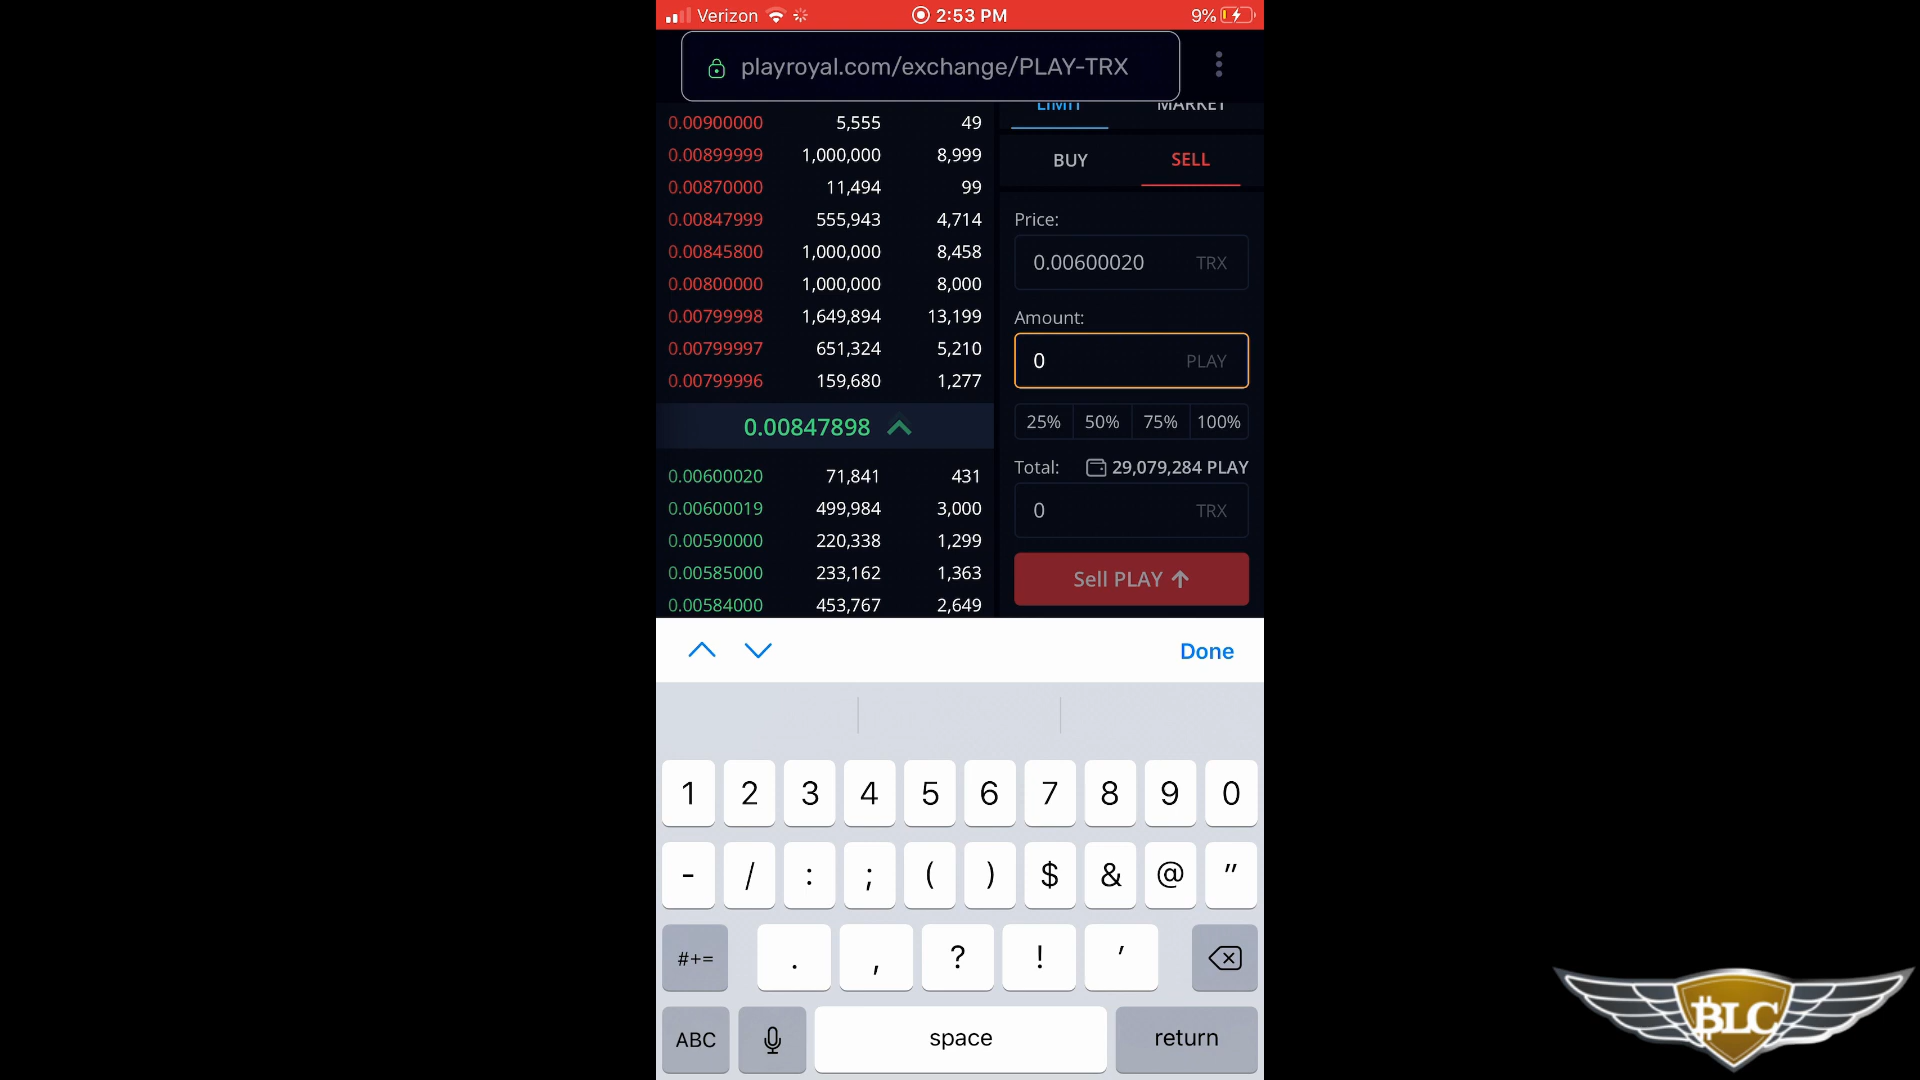 Verizon 2:53 PM 9%
playroyal.com/exchange/PLAY-TRX
LIMIT MARKET
0.00900000 5,555 49
0.00899999 1,000,000 8,999
0.00870000 11,494 99
0.00847999 555,943 4,714
0.00845800 1,000,000 8,458
0.00800000 1,000,000 8,000
0.00799998 1,649,894 13,199
0.00799997 651,324 5,210
0.00799996 159,680 1,277
0.00847898
0.00600020 71,841 431
0.00600019 499,984 3,000
0.00590000 220,338 1,299
0.00585000 233,162 1,363
0.00584000 453,767 2,649
BUY SELL
Price:
0.00600020 TRX
Amount:
0 PLAY
25% 50% 75% 100%
Total: 29,079,284 PLAY
0 TRX
Sell PLAY ↑
Done
1 2 3 4 5 6 7 8 9 0
- / : ; ( ) $ & @ "
#+= . , ? ! '
ABC space return
BLC